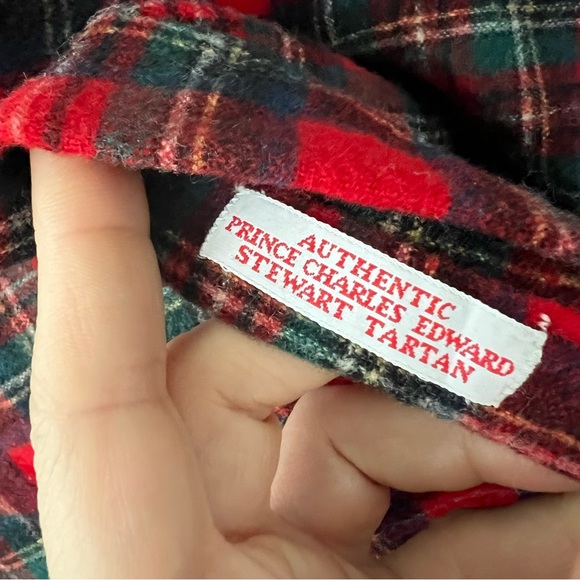 AUTHENTIC
PRINCE CHARLES EDWARD
STEWART TARTAN